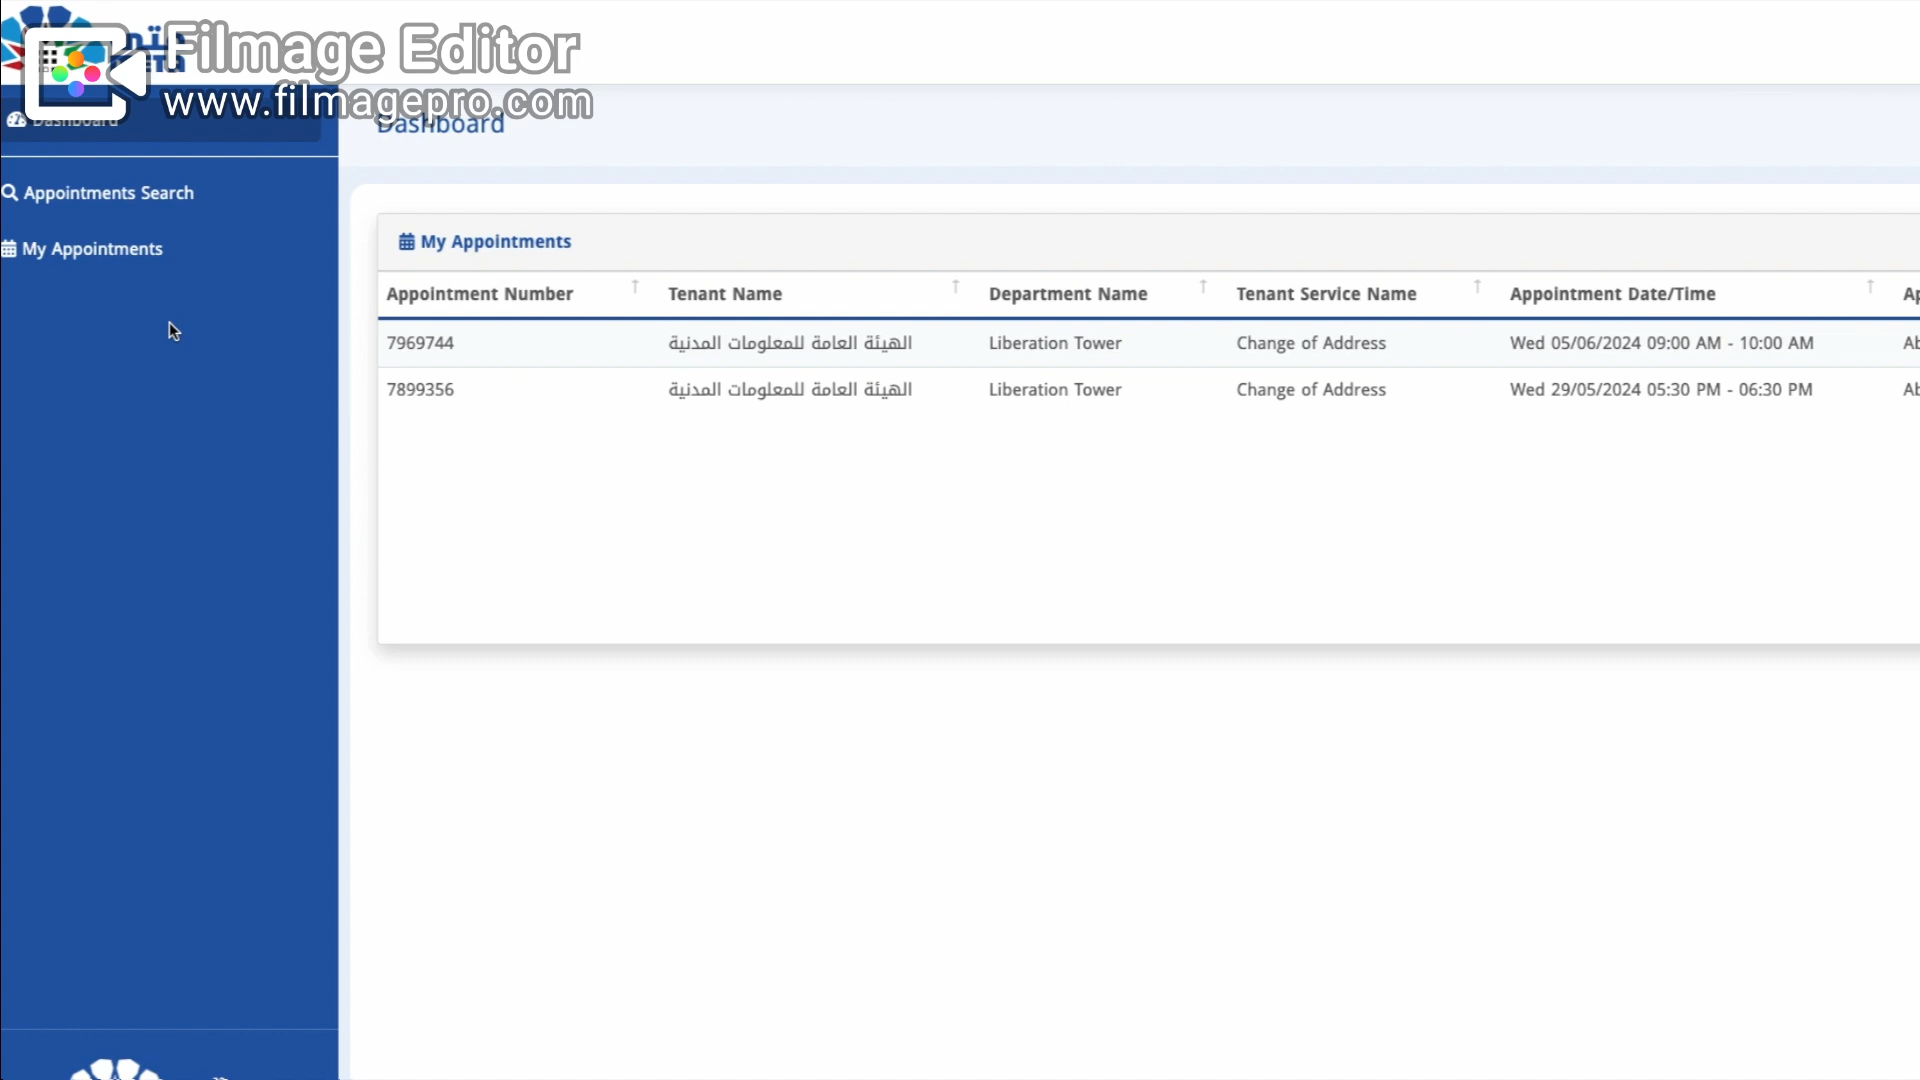 Filmage Editor
www.filmagepro.com
Dashboard
Dashboard
Appointments Search
My Appointments
My Appointments
Appointment Number Tenant Name Department Name Tenant Service Name Appointment Date/Time
7969744 الهيئة العامة للمعلومات المدنية Liberation Tower Change of Address Wed 05/06/2024 09:00 AM - 10:00 AM
7899356 الهيئة العامة للمعلومات المدنية Liberation Tower Change of Address Wed 29/05/2024 05:30 PM - 06:30 PM